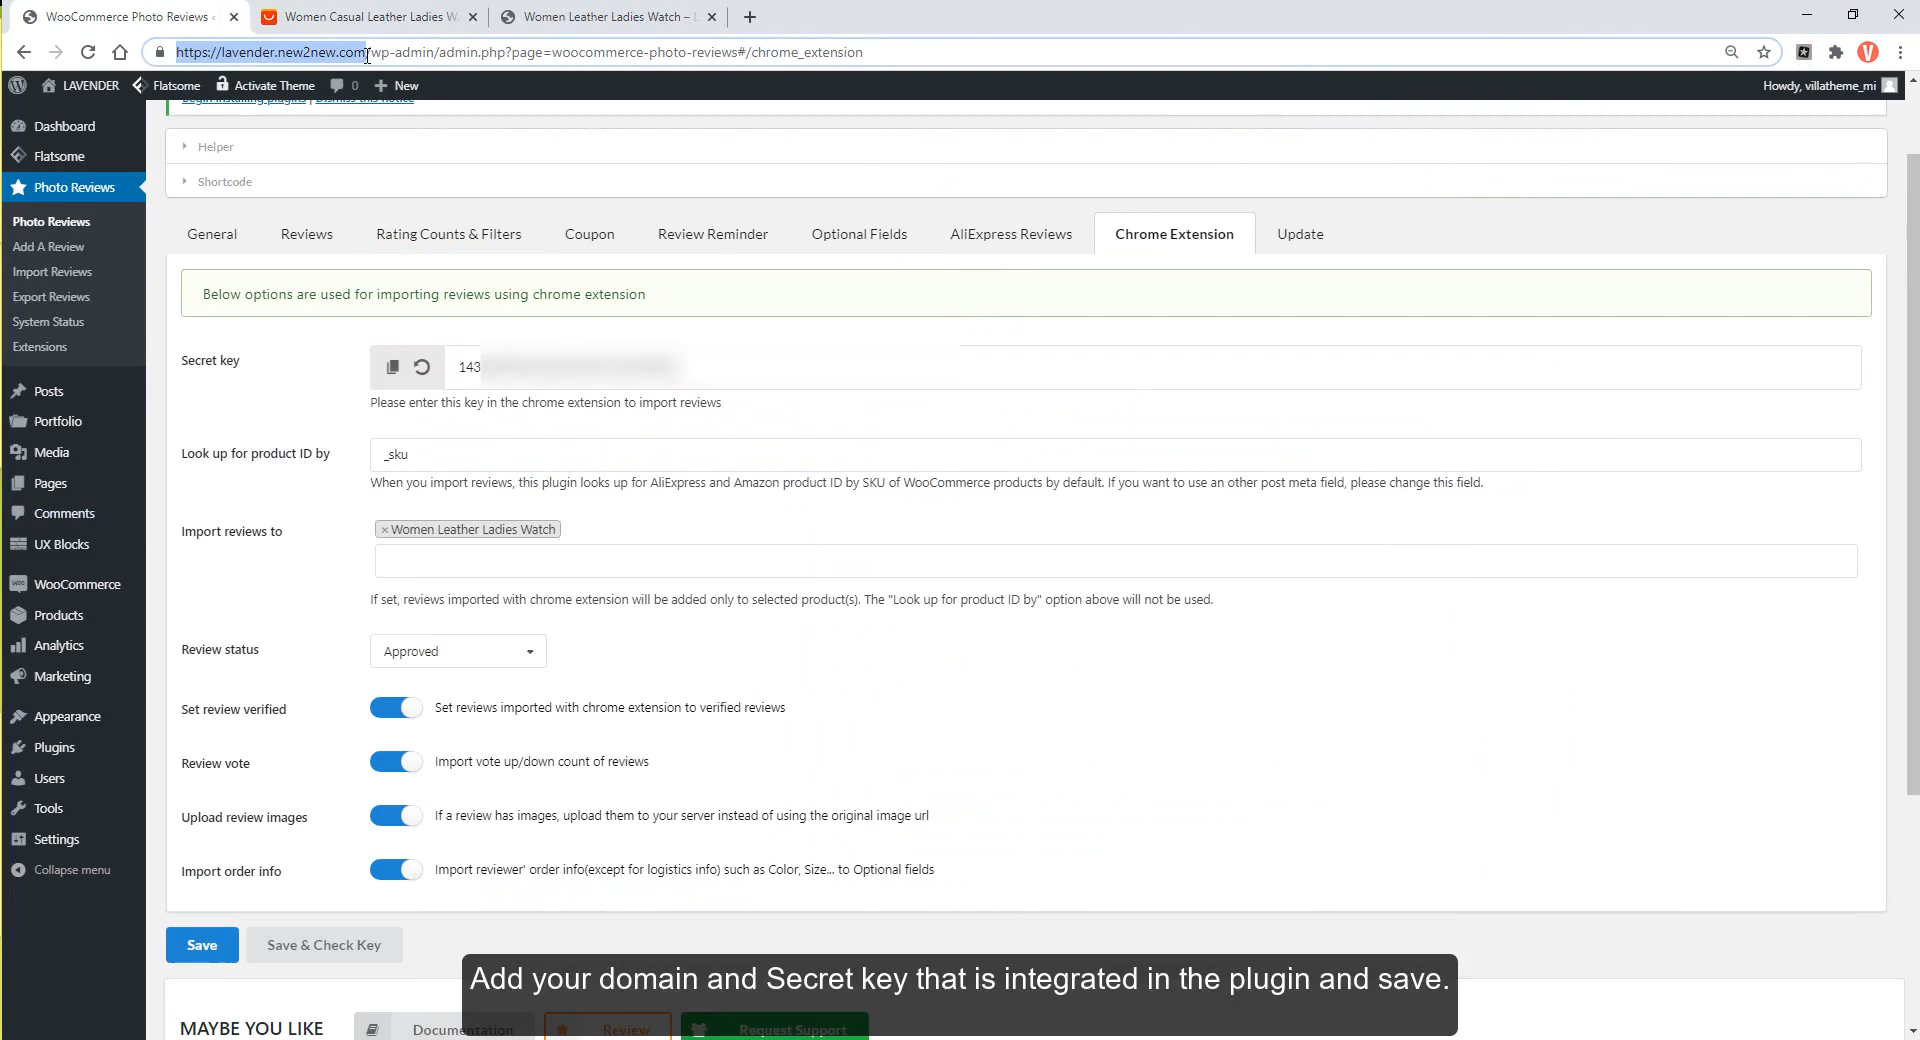 WooCommerce Photo Reviews ‹
Women Casual Leather Ladies W
Women Leather Ladies Watch –
https://lavender.new2new.com/wp-admin/admin.php?page=woocommerce-photo-reviews#/chrome_extension
LAVENDER Flatsome Activate Theme 0 New
Howdy, villatheme_mi
Begin installing plugins | Dismiss this notice
Dashboard
Flatsome
Photo Reviews
Photo Reviews
Add A Review
Import Reviews
Export Reviews
System Status
Extensions
Posts
Portfolio
Media
Pages
Comments
UX Blocks
WooCommerce
Products
Analytics
Marketing
Appearance
Plugins
Users
Tools
Settings
Collapse menu
Helper
Shortcode
General Reviews Rating Counts & Filters Coupon Review Reminder Optional Fields AliExpress Reviews Chrome Extension Update
Below options are used for importing reviews using chrome extension
Secret key
143
Please enter this key in the chrome extension to import reviews
Look up for product ID by
_sku
When you import reviews, this plugin looks up for AliExpress and Amazon product ID by SKU of WooCommerce products by default. If you want to use an other post meta field, please change this field.
Import reviews to
× Women Leather Ladies Watch
If set, reviews imported with chrome extension will be added only to selected product(s). The "Look up for product ID by" option above will not be used.
Review status
Approved
Set review verified
Set reviews imported with chrome extension to verified reviews
Review vote
Import vote up/down count of reviews
Upload review images
If a review has images, upload them to your server instead of using the original image url
Import order info
Import reviewer' order info(except for logistics info) such as Color, Size... to Optional fields
Save
Save & Check Key
Add your domain and Secret key that is integrated in the plugin and save.
MAYBE YOU LIKE
Documentation
Review
Request Support